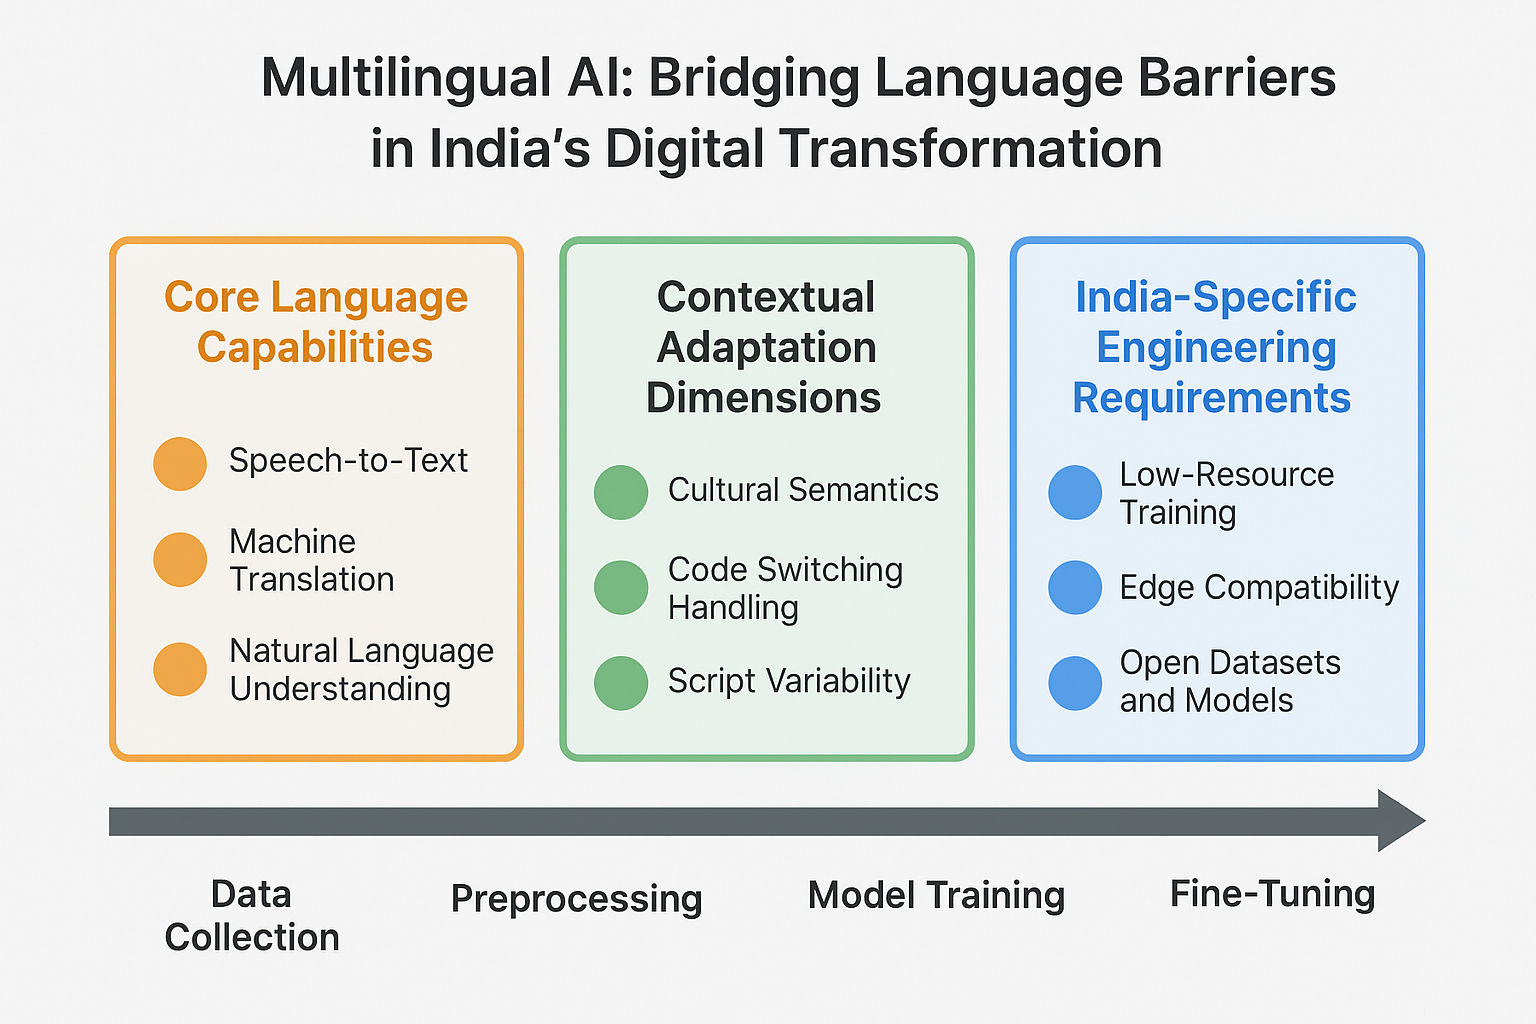 Multilingual AI: Bridging Language Barriers
in India’s Digital Transformation
Core Language
Capabilities
Speech-to-Text
Machine
Translation
Natural Language
Understanding
Contextual
Adaptation
Dimensions
Cultural Semantics
Code Switching
Handling
Script Variability
India-Specific
Engineering
Requirements
Low-Resource
Training
Edge Compatibility
Open Datasets
and Models
Data
Collection
Preprocessing
Model Training
Fine-Tuning